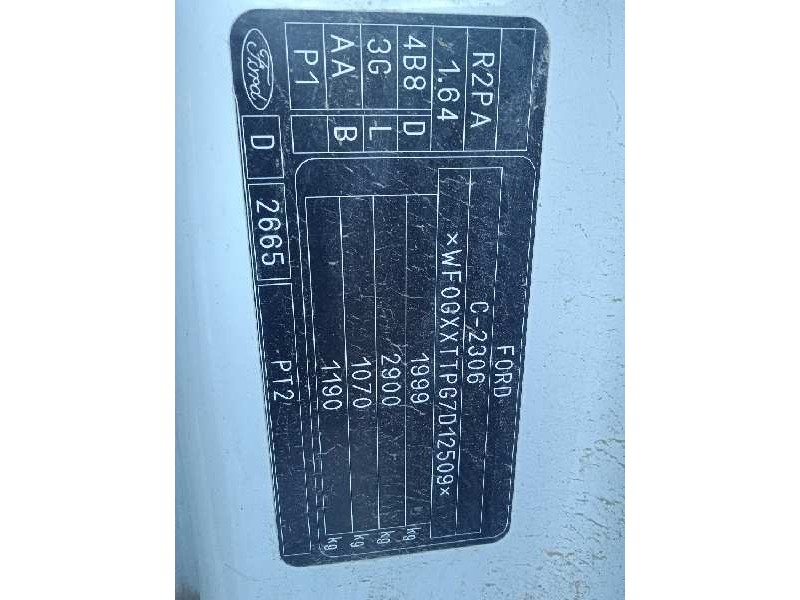 FORD
C-2306
×WF0GXXTTPG7D12509×
1999 kg
2900 kg
1070 kg
1190 kg
R2PA
1.64
4B8 D
3G L
AA B
P1
Ford D 2665 PT2